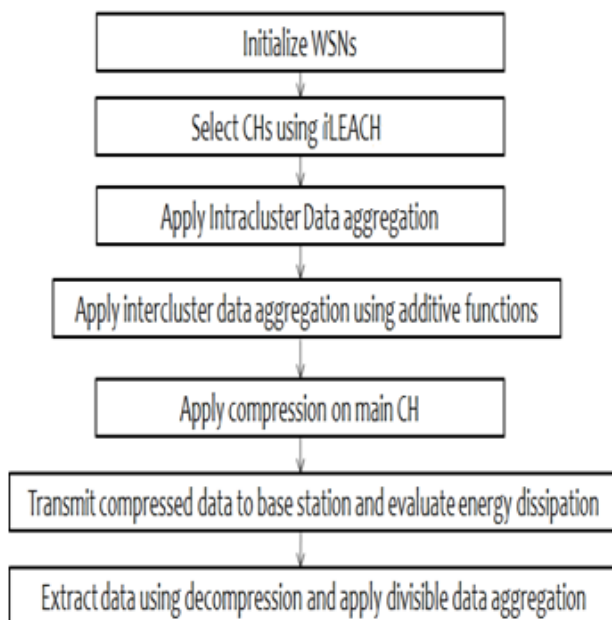 Initialize WSNs
Select CHs using iLEACH
Apply Intracluster Data aggregation
Apply intercluster data aggregation using additive functions
Apply compression on main CH
Transmit compressed data to base station and evaluate energy dissipation
Extract data using decompression and apply divisible data aggregation